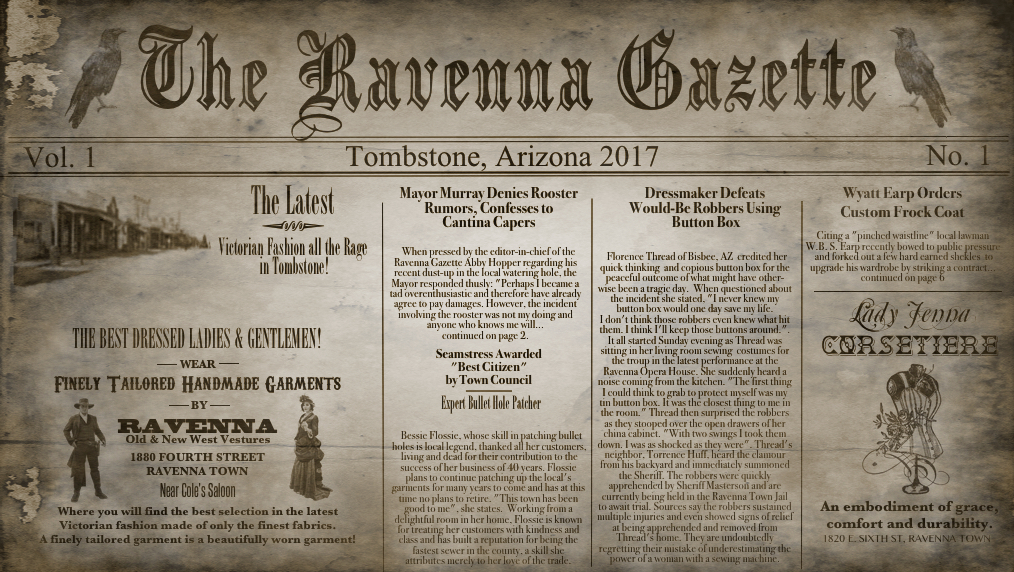 The Ravenna Gazette
Vol. 1
Tombstone, Arizona 2017
No. 1
The Latest
Victorian Fashion all the Rage
in Tombstone!
THE BEST DRESSED LADIES & GENTLEMEN!
WEAR
FINELY TAILORED HANDMADE GARMENTS
BY
RAVENNA
Old & New West Vestures
1880 FOURTH STREET
RAVENNA TOWN
Near Cole's Saloon
Where you will find the best selection in the latest
Victorian fashion made of only the finest fabrics.
A finely tailored garment is a beautifully worn garment!
Mayor Murray Denies Rooster
Rumors, Confesses to
Cantina Capers
When pressed by the editor-in-chief of the
Ravenna Gazette Abby Hopper regarding his
recent dust-up in the local watering hole, the
Mayor responded thusly: "Perhaps I became a
tad overenthusiastic and therefore have already
agree to pay damages. However, the incident
involving the rooster was not my doing and
anyone who knows me will...
continued on page 2.
Seamstress Awarded
"Best Citizen"
by Town Council
Expert Bullet Hole Patcher
Bessie Flossie, whose skill in patching bullet
holes is local legend, thanked all her customers,
living and dead for their contribution to the
success of her business of 40 years. Flossie
plans to continue patching up the local's
garments for many years to come and has at this
time no plans to retire. "This town has been
good to me", she states. Working from a
delightful room in her home, Flossie is known
for treating her customers with kindness and
class and has built a reputation for being the
fastest sewer in the county, a skill she
attributes merely to her love of the trade.
Dressmaker Defeats
Would-Be Robbers Using
Button Box
Florence Thread of Bisbee, AZ credited her
quick thinking and copious button box for the
peaceful outcome of what might have other-
wise been a tragic day. When questioned about
the incident she stated, "I never knew my
button box would one day save my life.
I don't think those robbers even knew what hit
them. I think I'll keep those buttons around.".
It all started Sunday evening as Thread was
sitting in her living room sewing costumes for
the troup in the latest performance at the
Ravenna Opera House. She suddenly heard a
noise coming from the kitchen. "The first thing
I could think to grab to protect myself was my
tin button box. It was the closest thing to me in
the room." Thread then surprised the robbers
as they stooped over the open drawers of her
china cabinet. "With two swings I took them
down. I was as shocked as they were". Thread's
neighbor, Torrence Huff, heard the clamour
from his backyard and immediately summoned
the Sheriff. The robbers were quickly
apprehended by Sheriff Masterson and are
currently being held in the Ravenna Town Jail
to await trial. Sources say the robbers sustained
multiple injuries and even showed signs of relief
at being apprehended and removed from
Thread's home. They are undoubtedly
regretting their mistake of underestimating the
power of a woman with a sewing machine.
Wyatt Earp Orders
Custom Frock Coat
Citing a "pinched waistline" local lawman
W.B.S. Earp recently bowed to public pressure
and forked out a few hard earned shekles to
upgrade his wardrobe by striking a contract...
continued on page 6
Lady Jenna
CORSETIERE
An embodiment of grace,
comfort and durability.
1820 E. SIXTH ST, RAVENNA TOWN